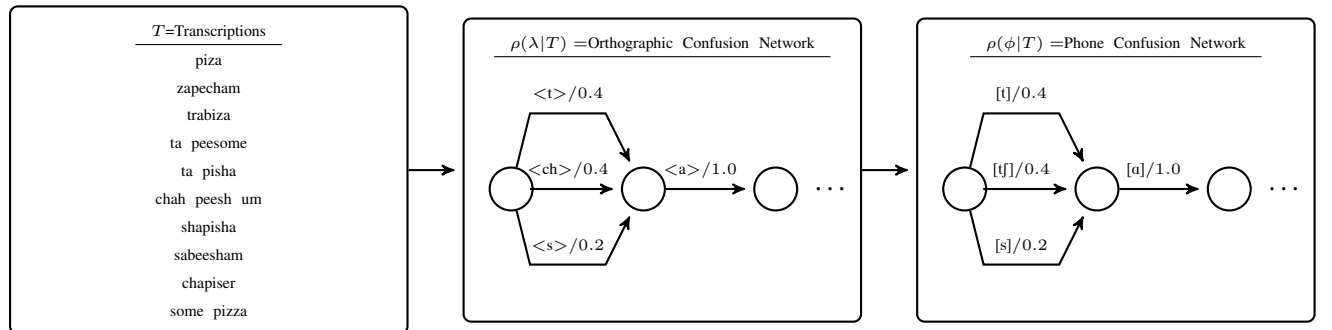 T=Transcriptions
piza
zapecham
trabiza
ta peesome
ta pisha
chah peesh um
shapisha
sabeesham
chapiser
some pizza
ρ(λ|T) =Orthographic Confusion Network
<t>/0.4
<ch>/0.4
<a>/1.0
<s>/0.2
...
ρ(ϕ|T) =Phone Confusion Network
[t]/0.4
[tʃ]/0.4
[ɑ]/1.0
[s]/0.2
...